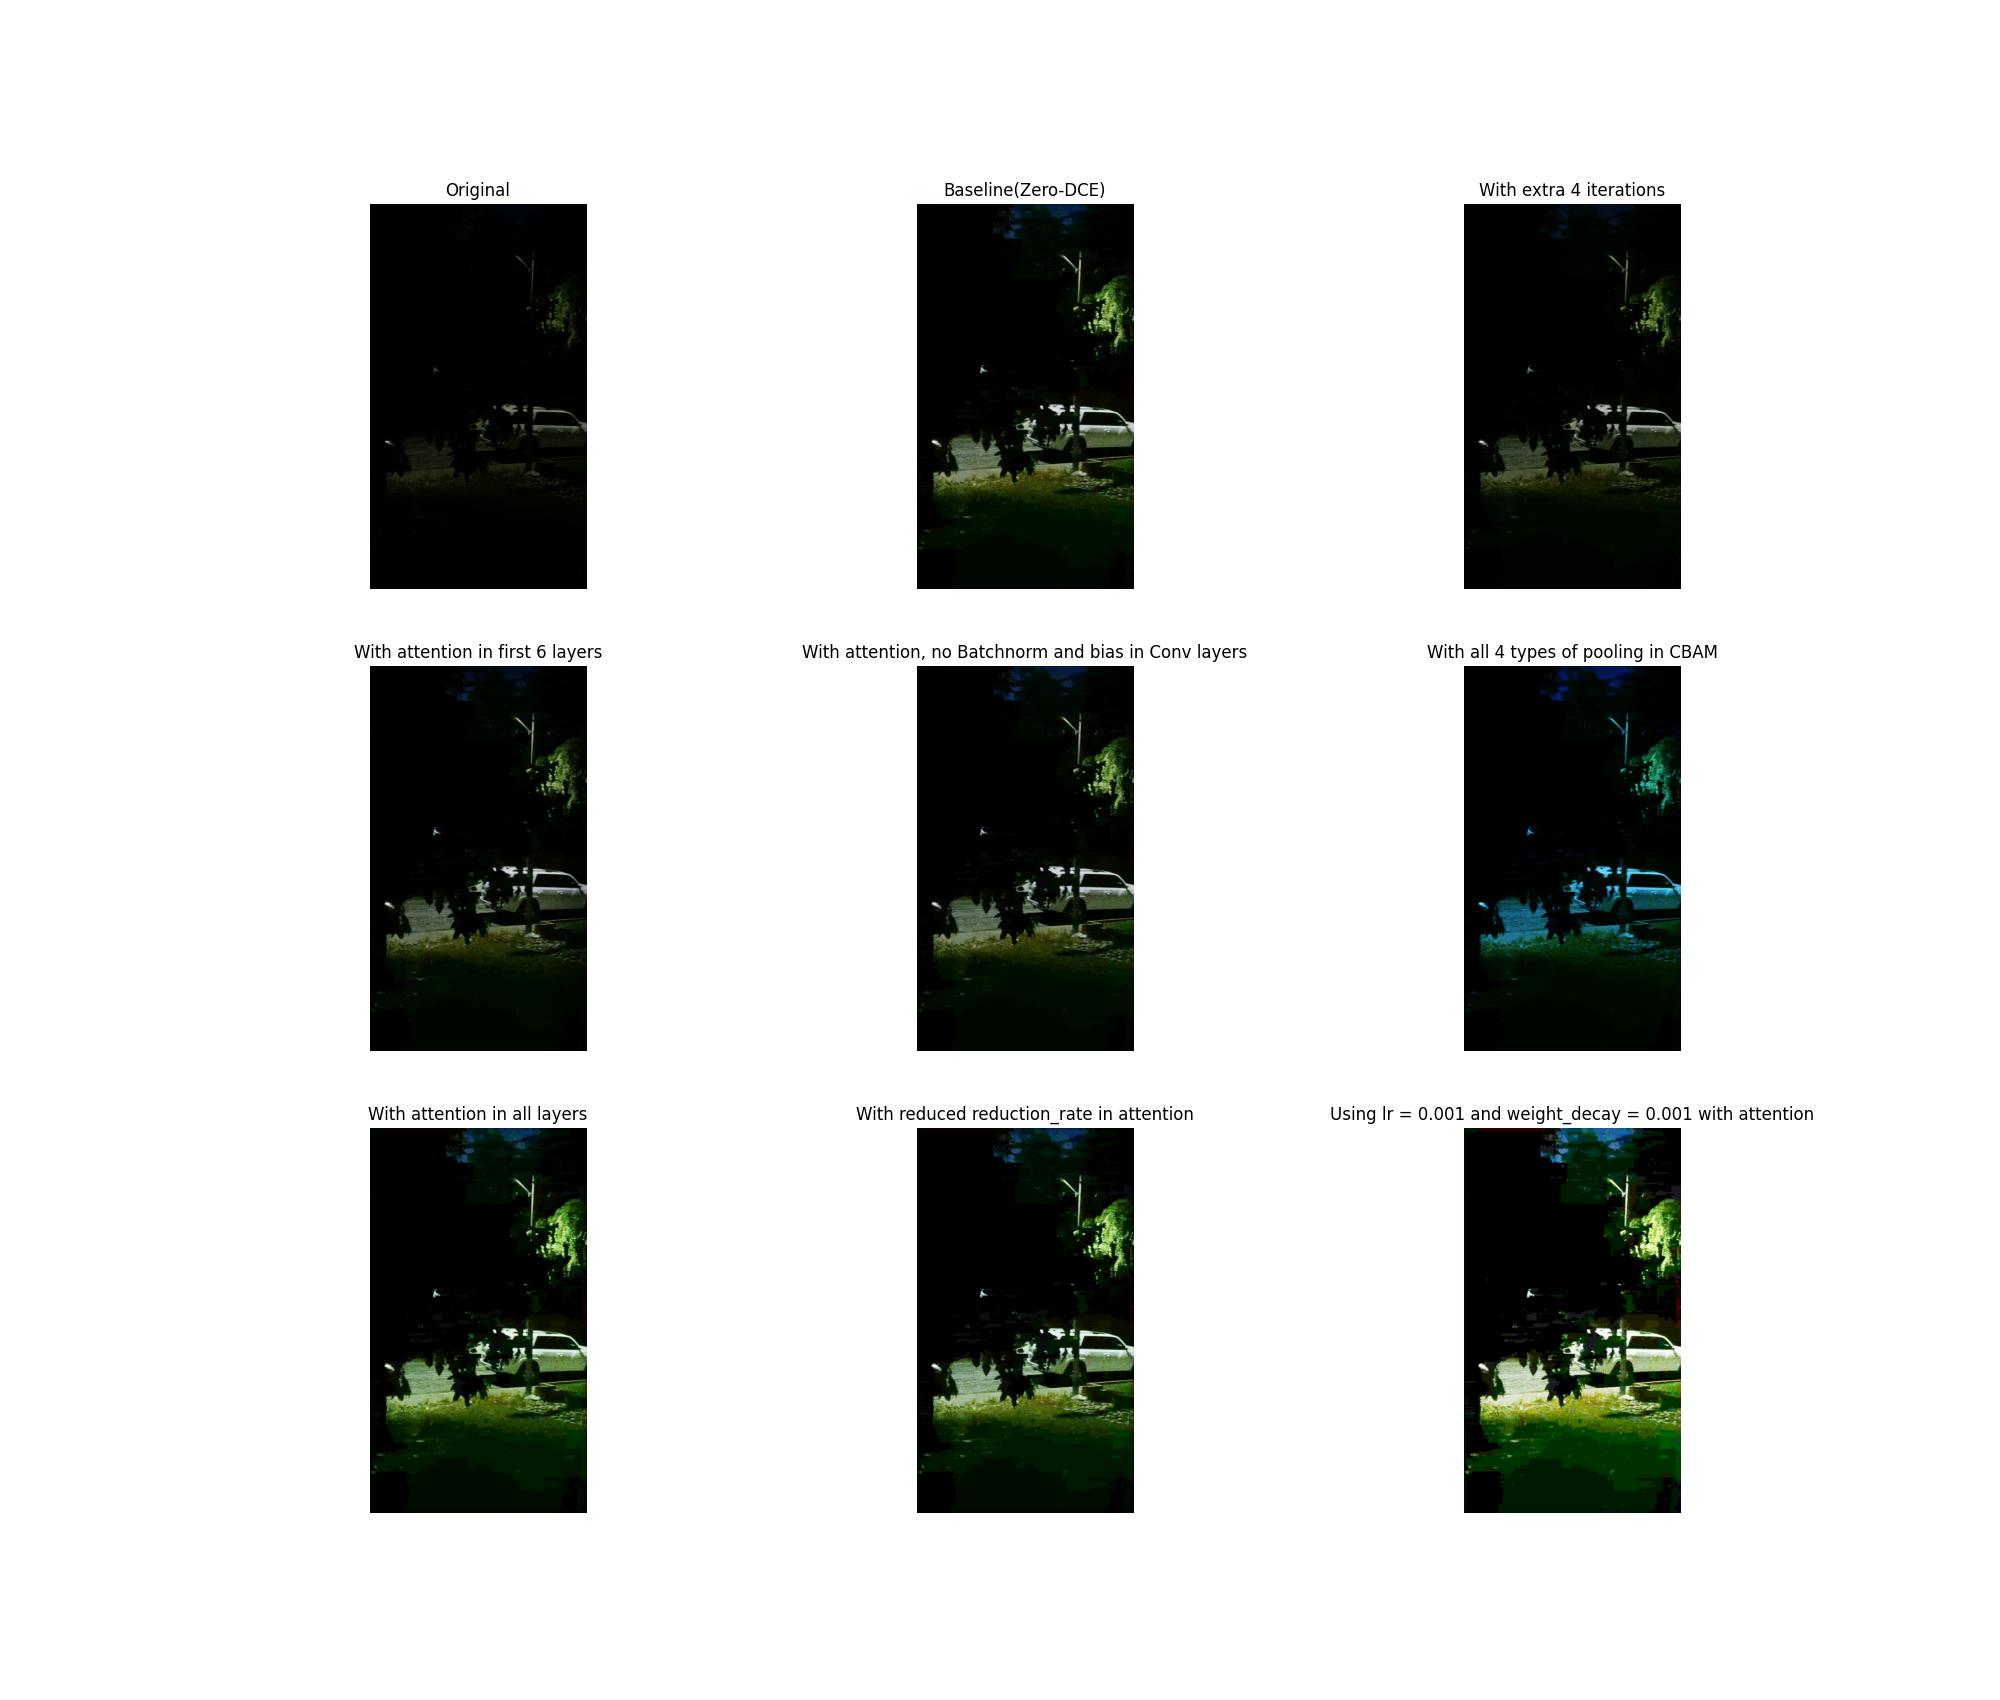 Original
Baseline(Zero-DCE)
With extra 4 iterations
With attention in first 6 layers
With attention, no Batchnorm and bias in Conv layers
With all 4 types of pooling in CBAM
With attention in all layers
With reduced reduction_rate in attention
Using lr = 0.001 and weight_decay = 0.001 with attention